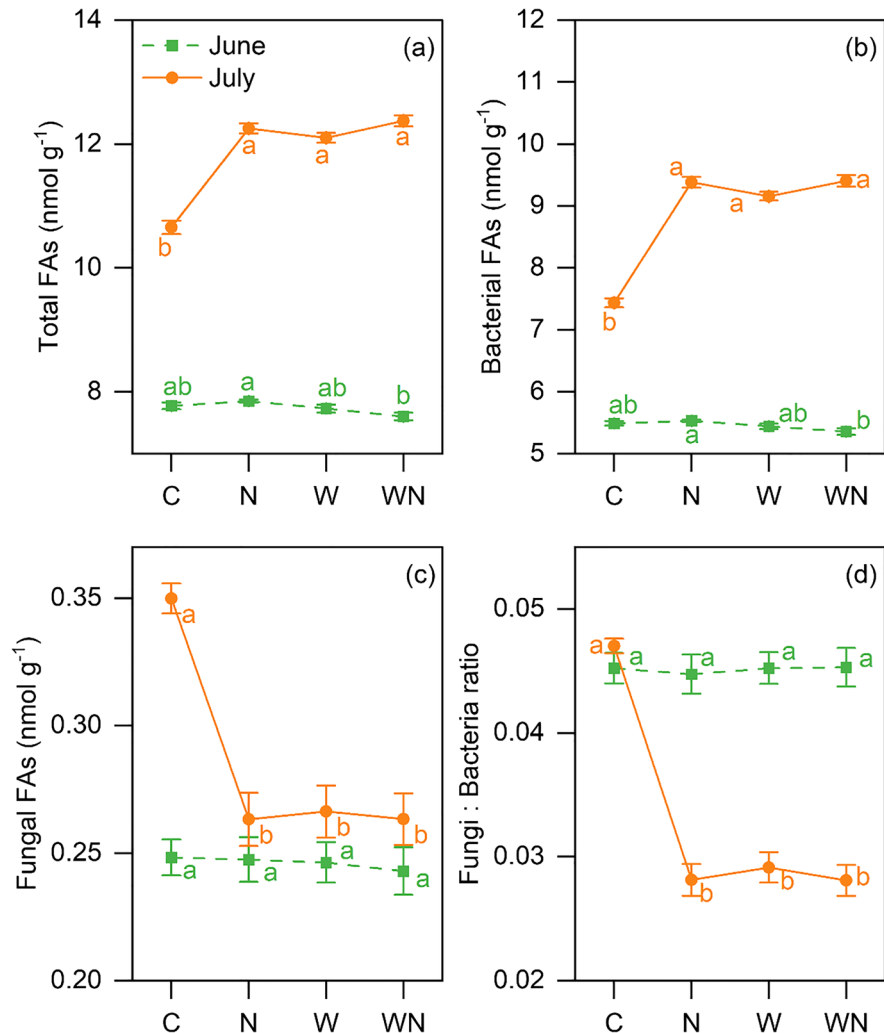 14
12
10
8
Total FAs (nmol g⁻¹)
June
July
(a)
b
a
a
a
ab
a
ab
b
C N W WN
12
11
10
9
8
7
6
5
Bacterial FAs (nmol g⁻¹)
(b)
b
a
a
a
ab
a
ab
b
C N W WN
0.35
0.30
0.25
0.20
Fungal FAs (nmol g⁻¹)
(c)
a
b
b
b
a
a
a
a
C N W WN
0.05
0.04
0.03
0.02
Fungi : Bacteria ratio
(d)
a
a
a
a
a
b
b
b
C N W WN